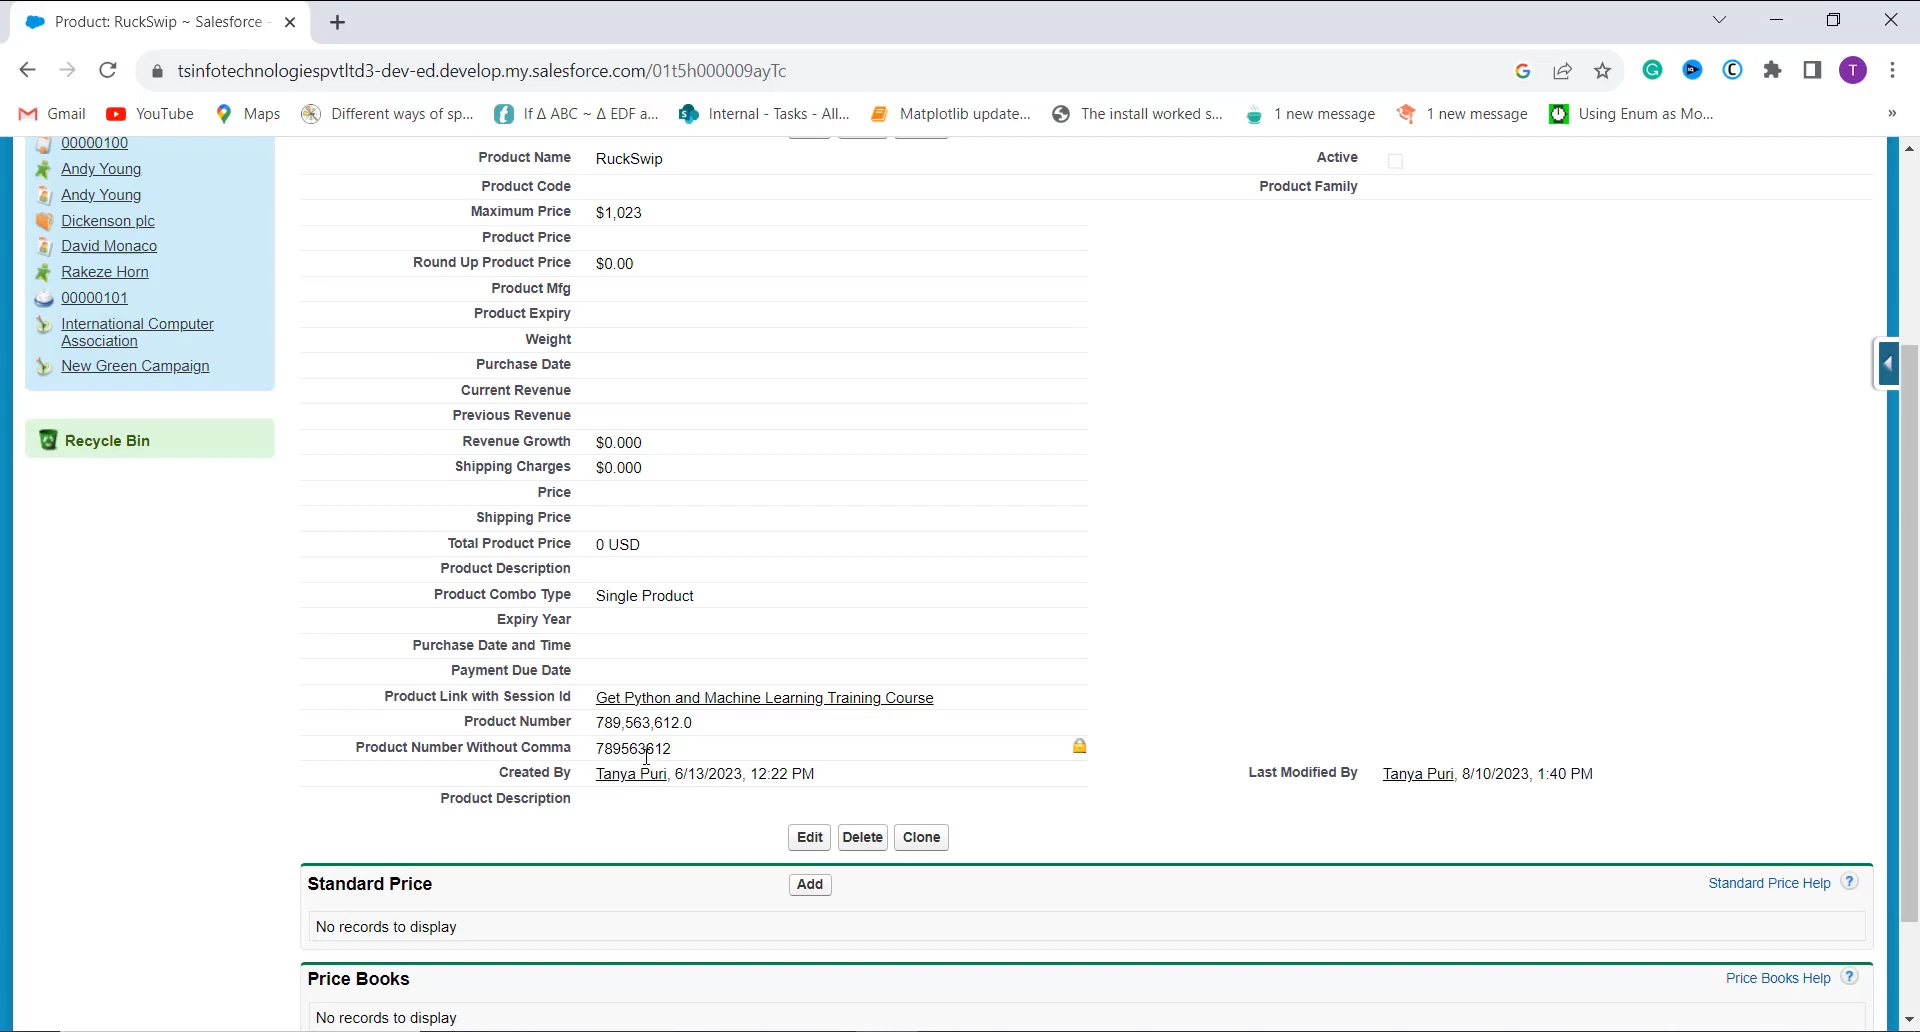 Product: RuckSwip ~ Salesforce -
tsinfotechnologiespvtltd3-dev-ed.develop.my.salesforce.com/01t5h000009ayTc
T
Gmail YouTube Maps Different ways of sp... If Δ ABC ~ Δ EDF a... Internal - Tasks - All... Matplotlib update... The install worked s... 1 new message 1 new message Using Enum as Mo... »
00000100
Andy Young
Andy Young
Dickenson plc
David Monaco
Rakeze Horn
00000101
International Computer
Association
New Green Campaign
Recycle Bin
Product Name RuckSwip Active
Product Code Product Family
Maximum Price $1,023
Product Price
Round Up Product Price $0.00
Product Mfg
Product Expiry
Weight
Purchase Date
Current Revenue
Previous Revenue
Revenue Growth $0.000
Shipping Charges $0.000
Price
Shipping Price
Total Product Price 0 USD
Product Description
Product Combo Type Single Product
Expiry Year
Purchase Date and Time
Payment Due Date
Product Link with Session Id Get Python and Machine Learning Training Course
Product Number 789,563,612.0
Product Number Without Comma 789563612
Created By Tanya Puri, 6/13/2023, 12:22 PM Last Modified By Tanya Puri, 8/10/2023, 1:40 PM
Product Description
Edit Delete Clone
Standard Price Add Standard Price Help ?
No records to display
Price Books Price Books Help ?
No records to display